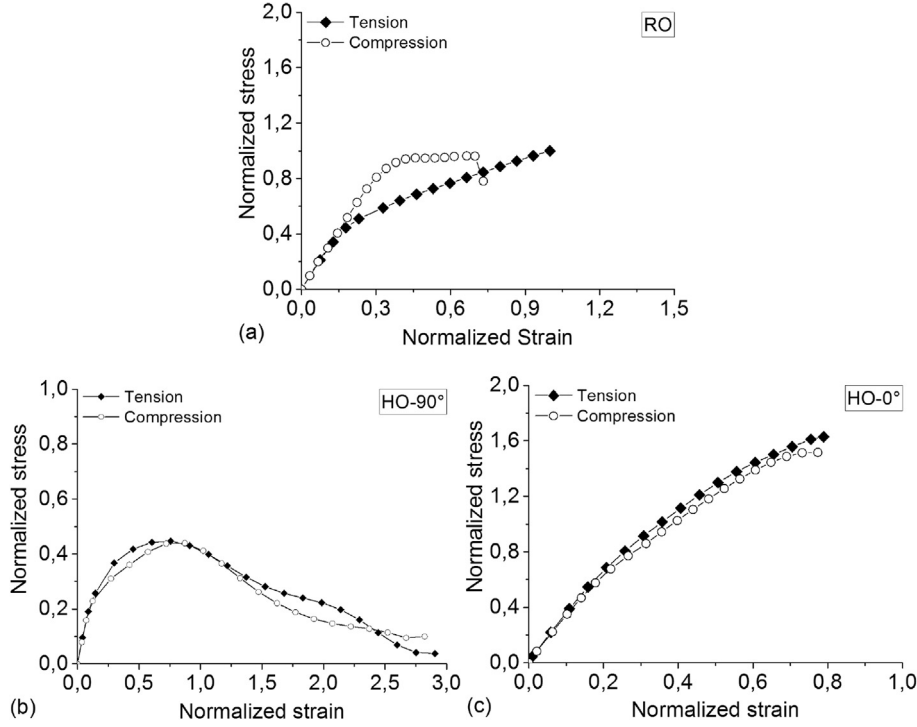 2,0
1,6
1,2
0,8
0,4
0,0
Normalized stress
Tension
Compression
RO
0,0 0,3 0,6 0,9 1,2 1,5
Normalized Strain
(a)
1,0
0,8
0,6
0,4
0,2
0,0
Normalized stress
Tension
Compression
HO-90°
0,0 0,5 1,0 1,5 2,0 2,5 3,0
Normalized strain
(b)
2,0
1,6
1,2
0,8
0,4
0,0
Normalized stress
Tension
Compression
HO-0°
0,0 0,2 0,4 0,6 0,8 1,0
Normalized strain
(c)